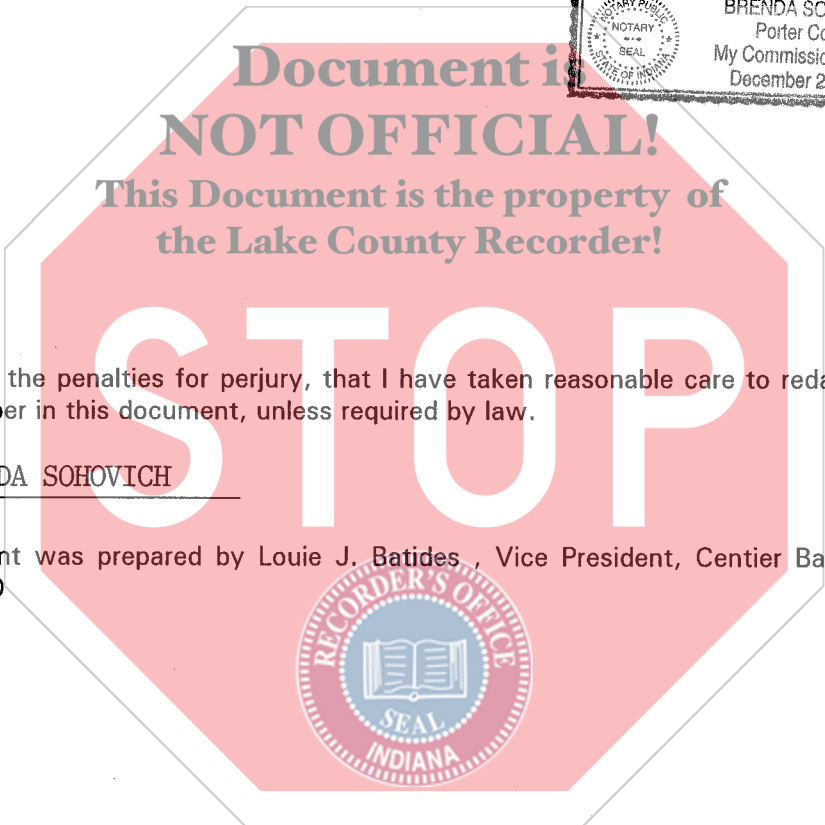 BRENDA SO
NOTARY PUBLIC
NOTARY
SEAL
STATE OF INDIANA
Porter Co
My Commissio
December 2
Document is
NOT OFFICIAL!
This Document is the property of
the Lake County Recorder!
STOP
the penalties for perjury, that I have taken reasonable care to reda
er in this document, unless required by law.
DA SOHOVICH
nt was prepared by Louie J. Batides , Vice President, Centier Ba
RECORDER'S OFFICE
SEAL
INDIANA